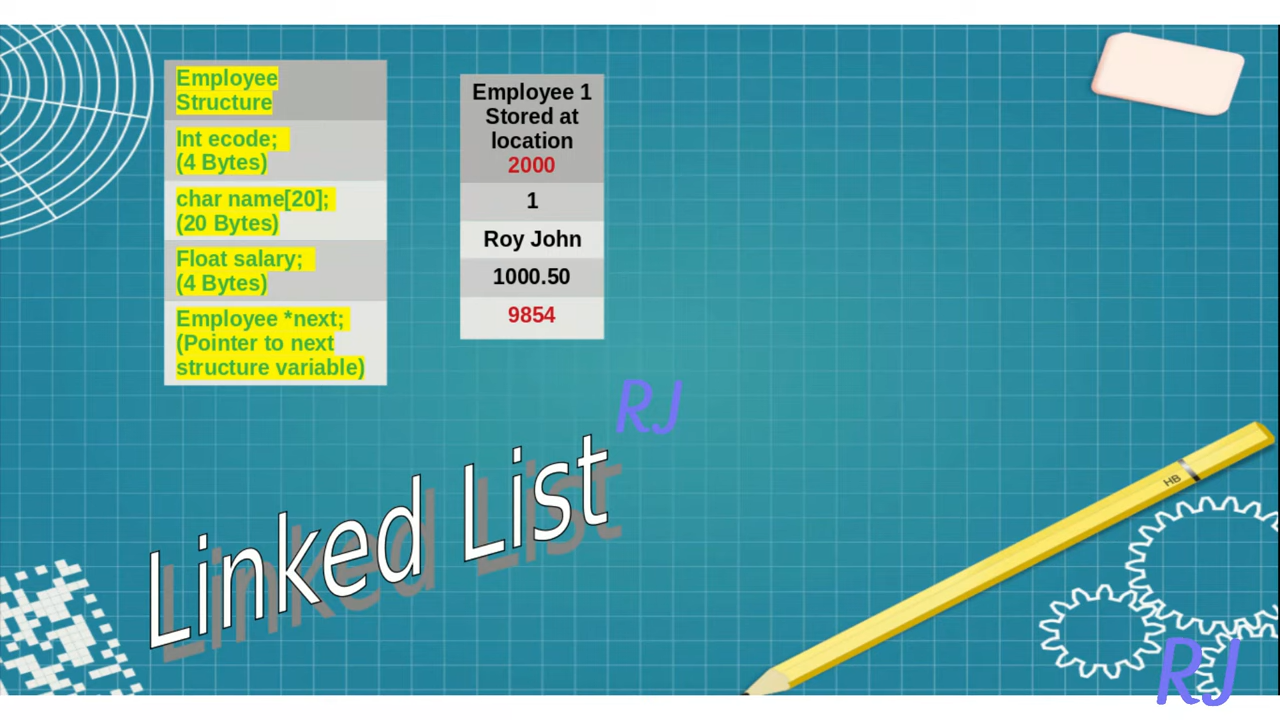 Employee
Structure
Int ecode;
(4 Bytes)
char name[20];
(20 Bytes)
Float salary;
(4 Bytes)
Employee *next;
(Pointer to next
structure variable)
Employee 1
Stored at
location
2000
1
Roy John
1000.50
9854
RJ
Linked List
HB
RJ